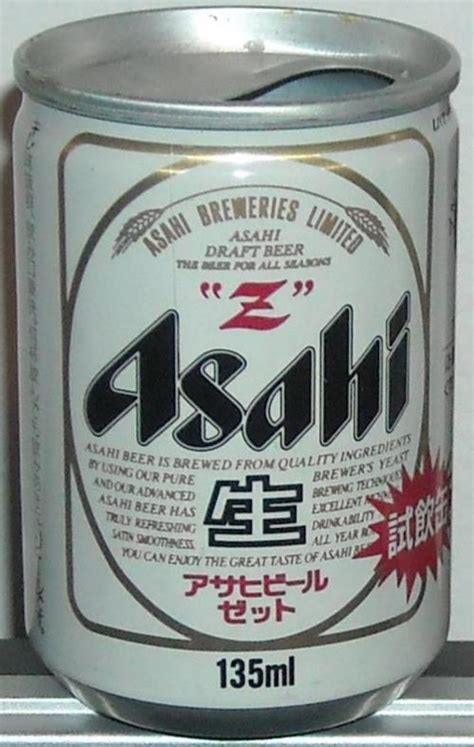 ASAHI BREWERIES LIMITED
ASAHI
DRAFT BEER
THE BEER FOR ALL SEASONS
"Z"
Asahi
ASAHI BEER IS BREWED FROM QUALITY INGREDIENTS
BY USING OUR PURE BREWER'S YEAST
AND OUR ADVANCED BREWING
ASAHI BEER HAS EXCELLENT
TRULY REFRESHING DRINKABILITY
SATIN SMOOTHNESS. ALL YEAR
YOU CAN ENJOY THE GREAT TASTE OF ASAHI
生
試飲缶
アサヒビール
ゼット
135ml